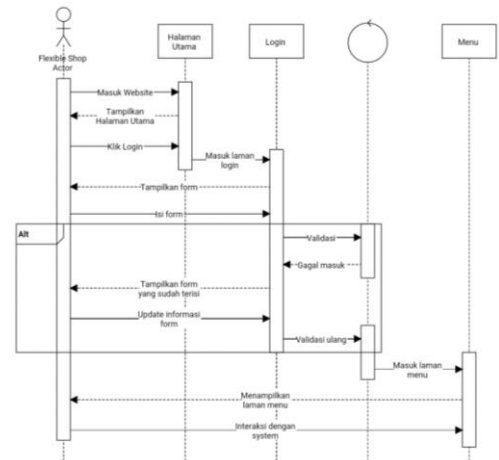 Flexible Shop
Actor
Halaman
Utama
Login
Menu
Masuk Website
Tampilkan
Halaman Utama
Klik Login
Masuk laman
login
Tampilkan form
Isi form
Alt
Validasi
Gagal masuk
Tampilkan form
yang sudah terisi
Update informasi
form
Validasi ulang
Masuk laman
menu
Menampilkan
laman menu
Interaksi dengan
system